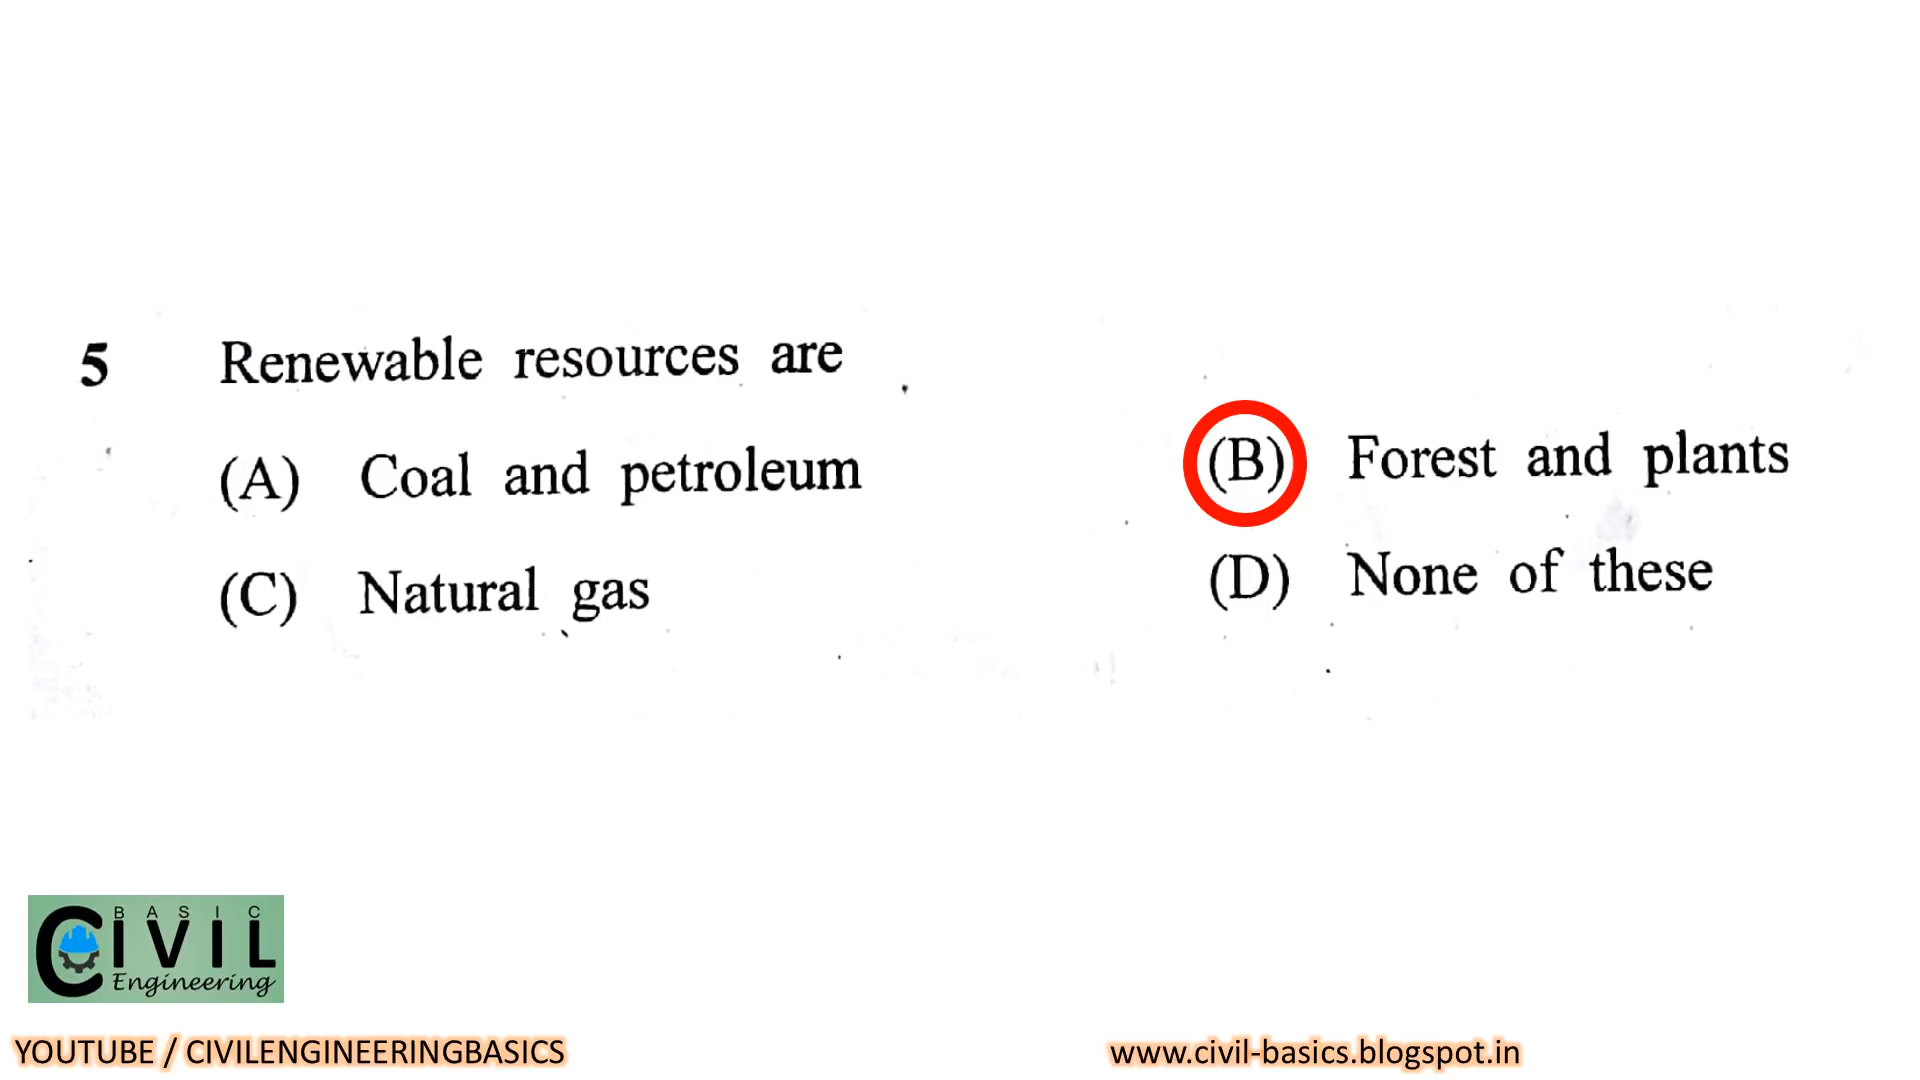 5 Renewable resources are
(A) Coal and petroleum (B) Forest and plants
(C) Natural gas (D) None of these
BASIC
CIVIL
Engineering
YOUTUBE / CIVILENGINEERINGBASICS www.civil-basics.blogspot.in